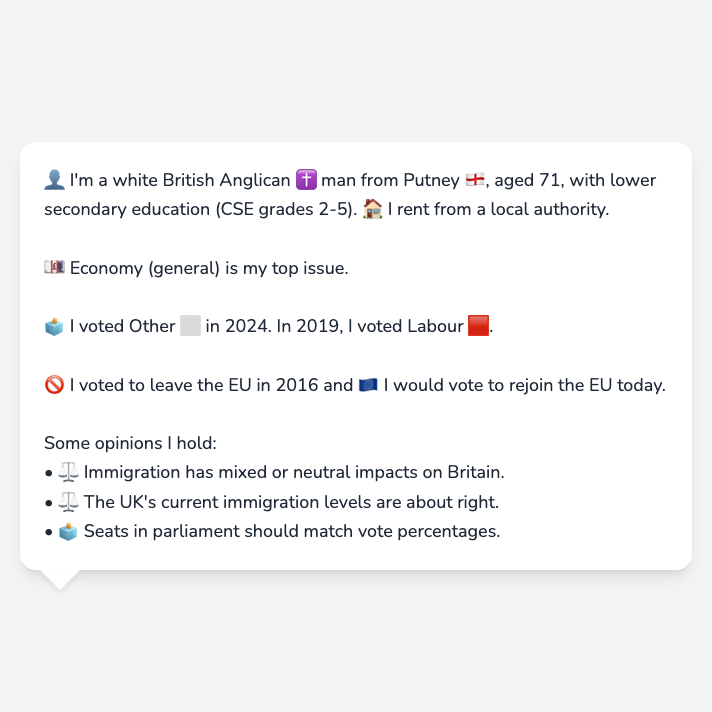 👤 I'm a white British Anglican ✝️ man from Putney 🏴󠁧󠁢󠁥󠁮󠁧󠁿, aged 71, with lower
secondary education (CSE grades 2-5). 🏠 I rent from a local authority.
💷 Economy (general) is my top issue.
🗳️ I voted Other ⬜ in 2024. In 2019, I voted Labour 🟥.
🚫 I voted to leave the EU in 2016 and 🇪🇺 I would vote to rejoin the EU today.
Some opinions I hold:
• ⚖️ Immigration has mixed or neutral impacts on Britain.
• ⚖️ The UK's current immigration levels are about right.
• 🗳️ Seats in parliament should match vote percentages.